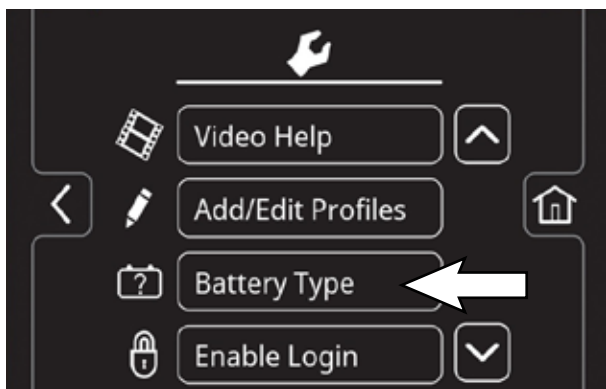 Video Help
Add/Edit Profiles
?
Battery Type
Enable Login